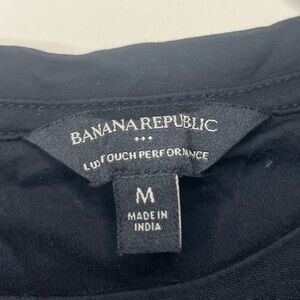 BANANA REPUBLIC
LUXTOUCH PERFORMANCE
M
MADE IN
INDIA